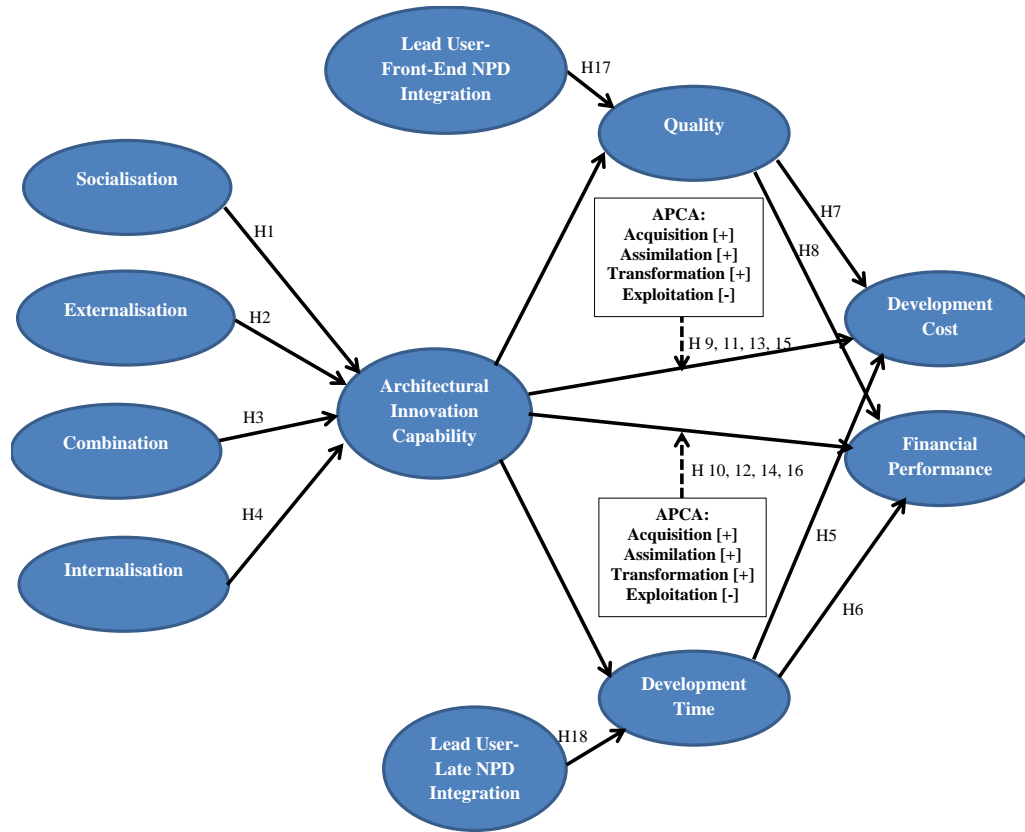 Lead User-
Front-End NPD
Integration
H17
Quality
Socialisation
H1
APCA:
Acquisition [+]
Assimilation [+]
Transformation [+]
Exploitation [-]
H7
H8
Externalisation
H2
Development
Cost
H 9, 11, 13, 15
Architectural
Innovation
Capability
Combination
H3
Financial
Performance
H 10, 12, 14, 16
H4
APCA:
Acquisition [+]
Assimilation [+]
Transformation [+]
Exploitation [-]
H5
Internalisation
H6
Development
Time
H18
Lead User-
Late NPD
Integration